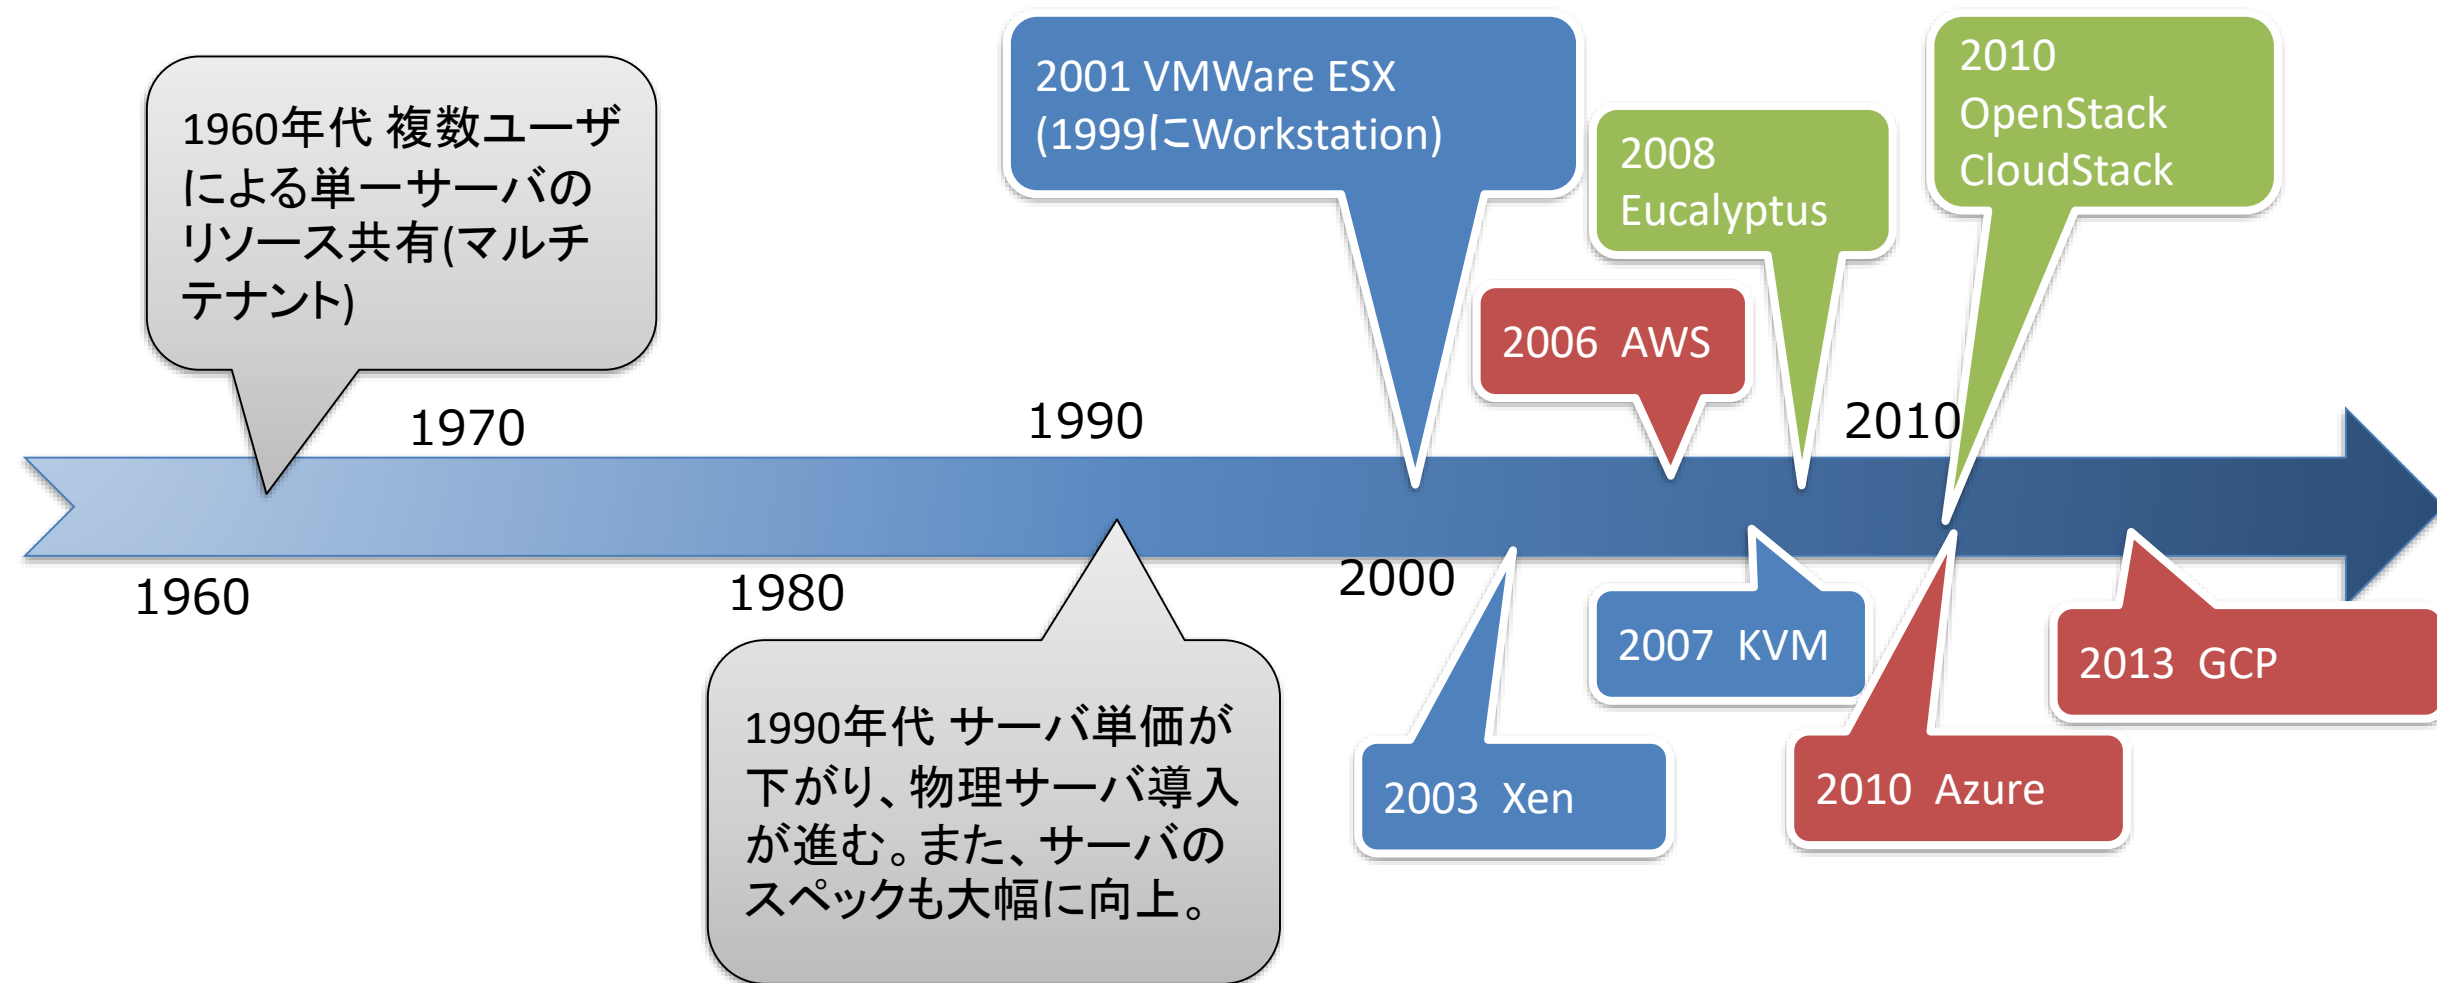 1960年代 複数ユーザ
による単一サーバの
リソース共有(マルチ
テナント)
2001 VMWare ESX
(1999にWorkstation)
2008
Eucalyptus
2010
OpenStack
CloudStack
2006 AWS
1970
1990
2010
1960
1980
2000
1990年代 サーバ単価が
下がり、物理サーバ導入
が進む。また、サーバの
スペックも大幅に向上。
2003 Xen
2007 KVM
2010 Azure
2013 GCP